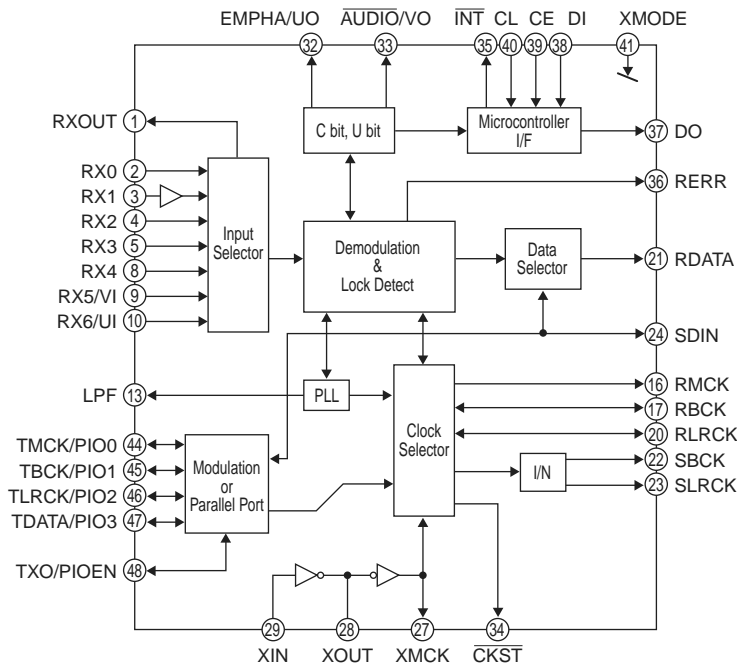 EMPHA/UO AUDIO/VO INT CL CE DI XMODE
32 33 35 40 39 38 41
RXOUT 1
C bit, U bit
Microcontroller
I/F
37 DO
RX0 2
36 RERR
RX1 3
RX2 4
Input
Selector
RX3 5
Demodulation
&
Lock Detect
Data
Selector
21 RDATA
RX4 8
RX5/VI 9
RX6/UI 10
24 SDIN
LPF 13
PLL
Clock
Selector
16 RMCK
17 RBCK
20 RLRCK
TMCK/PIO0 44
TBCK/PIO1 45
TLRCK/PIO2 46
TDATA/PIO3 47
Modulation
or
Parallel Port
I/N
22 SBCK
23 SLRCK
TXO/PIOEN 48
29 28 27 34
XIN XOUT XMCK CKST